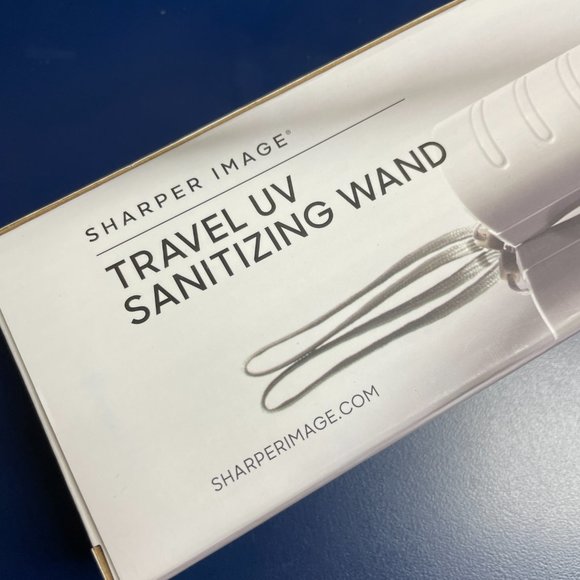 SHARPER IMAGE®
TRAVEL UV
SANITIZING WAND
SHARPERIMAGE.COM